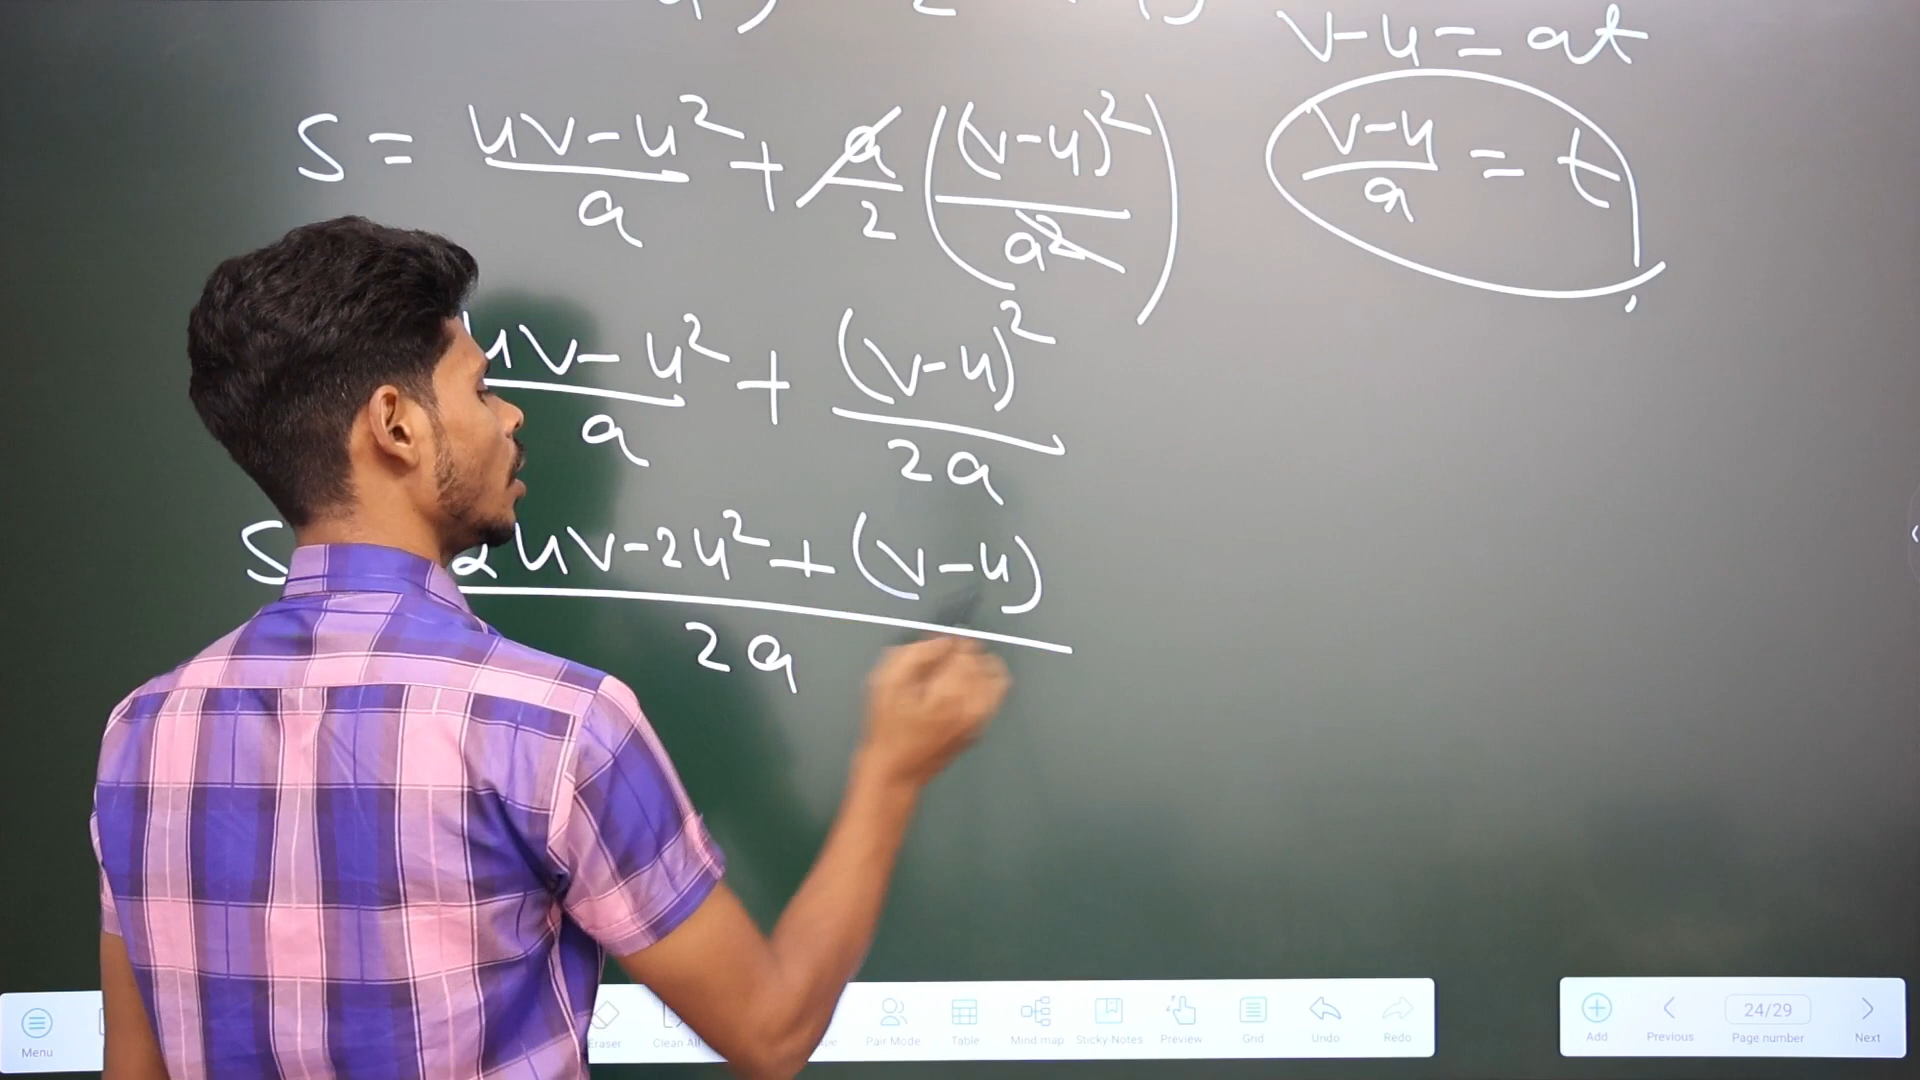 v-u = at
S = uv-u²/a + a/2 ((v-u)²/a²)
v-u/a = t
uv-u²/a + (v-u)²/2a
S 2uv-2u²+(v-u)/2a
Menu Eraser Clean All Pair Mode Table Mind map Sticky Notes Preview Grid Undo Redo Add Previous 24/29 Page number Next